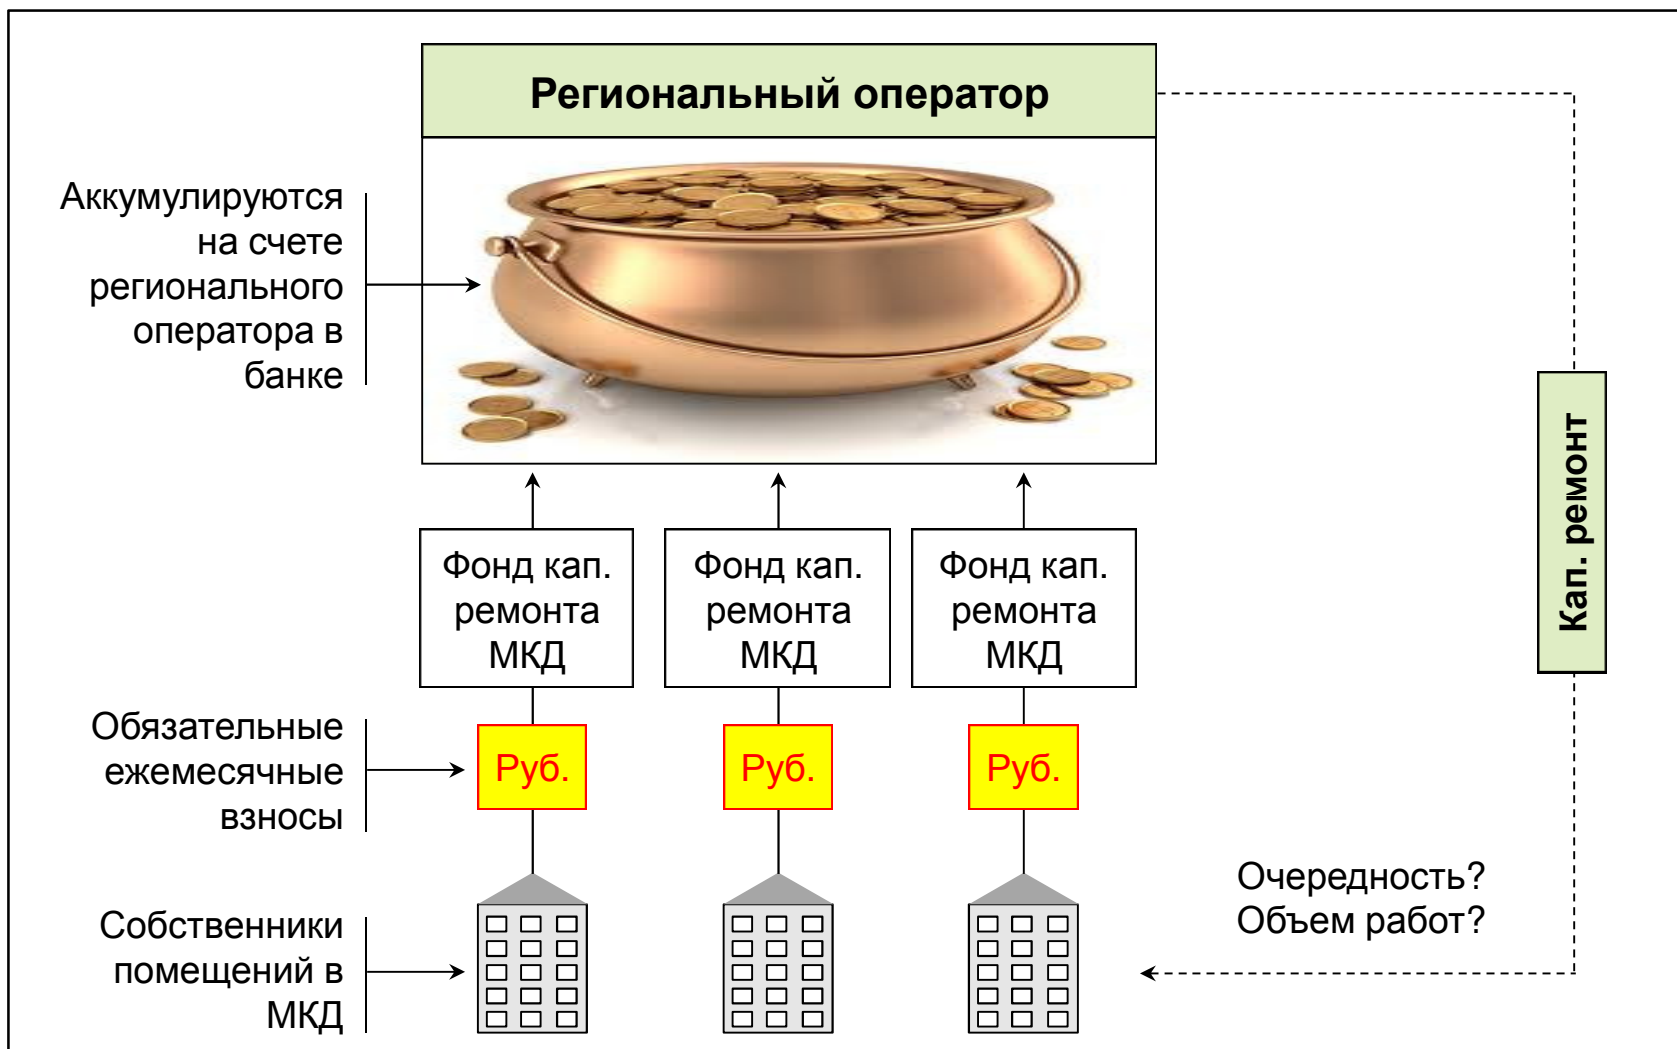 Региональный оператор
Аккумулируются
на счете
регионального
оператора в
банке
Кап. ремонт
Фонд кап.
ремонта
МКД
Фонд кап.
ремонта
МКД
Фонд кап.
ремонта
МКД
Обязательные
ежемесячные
взносы
Руб.
Руб.
Руб.
Очередность?
Объем работ?
Собственники
помещений в
МКД